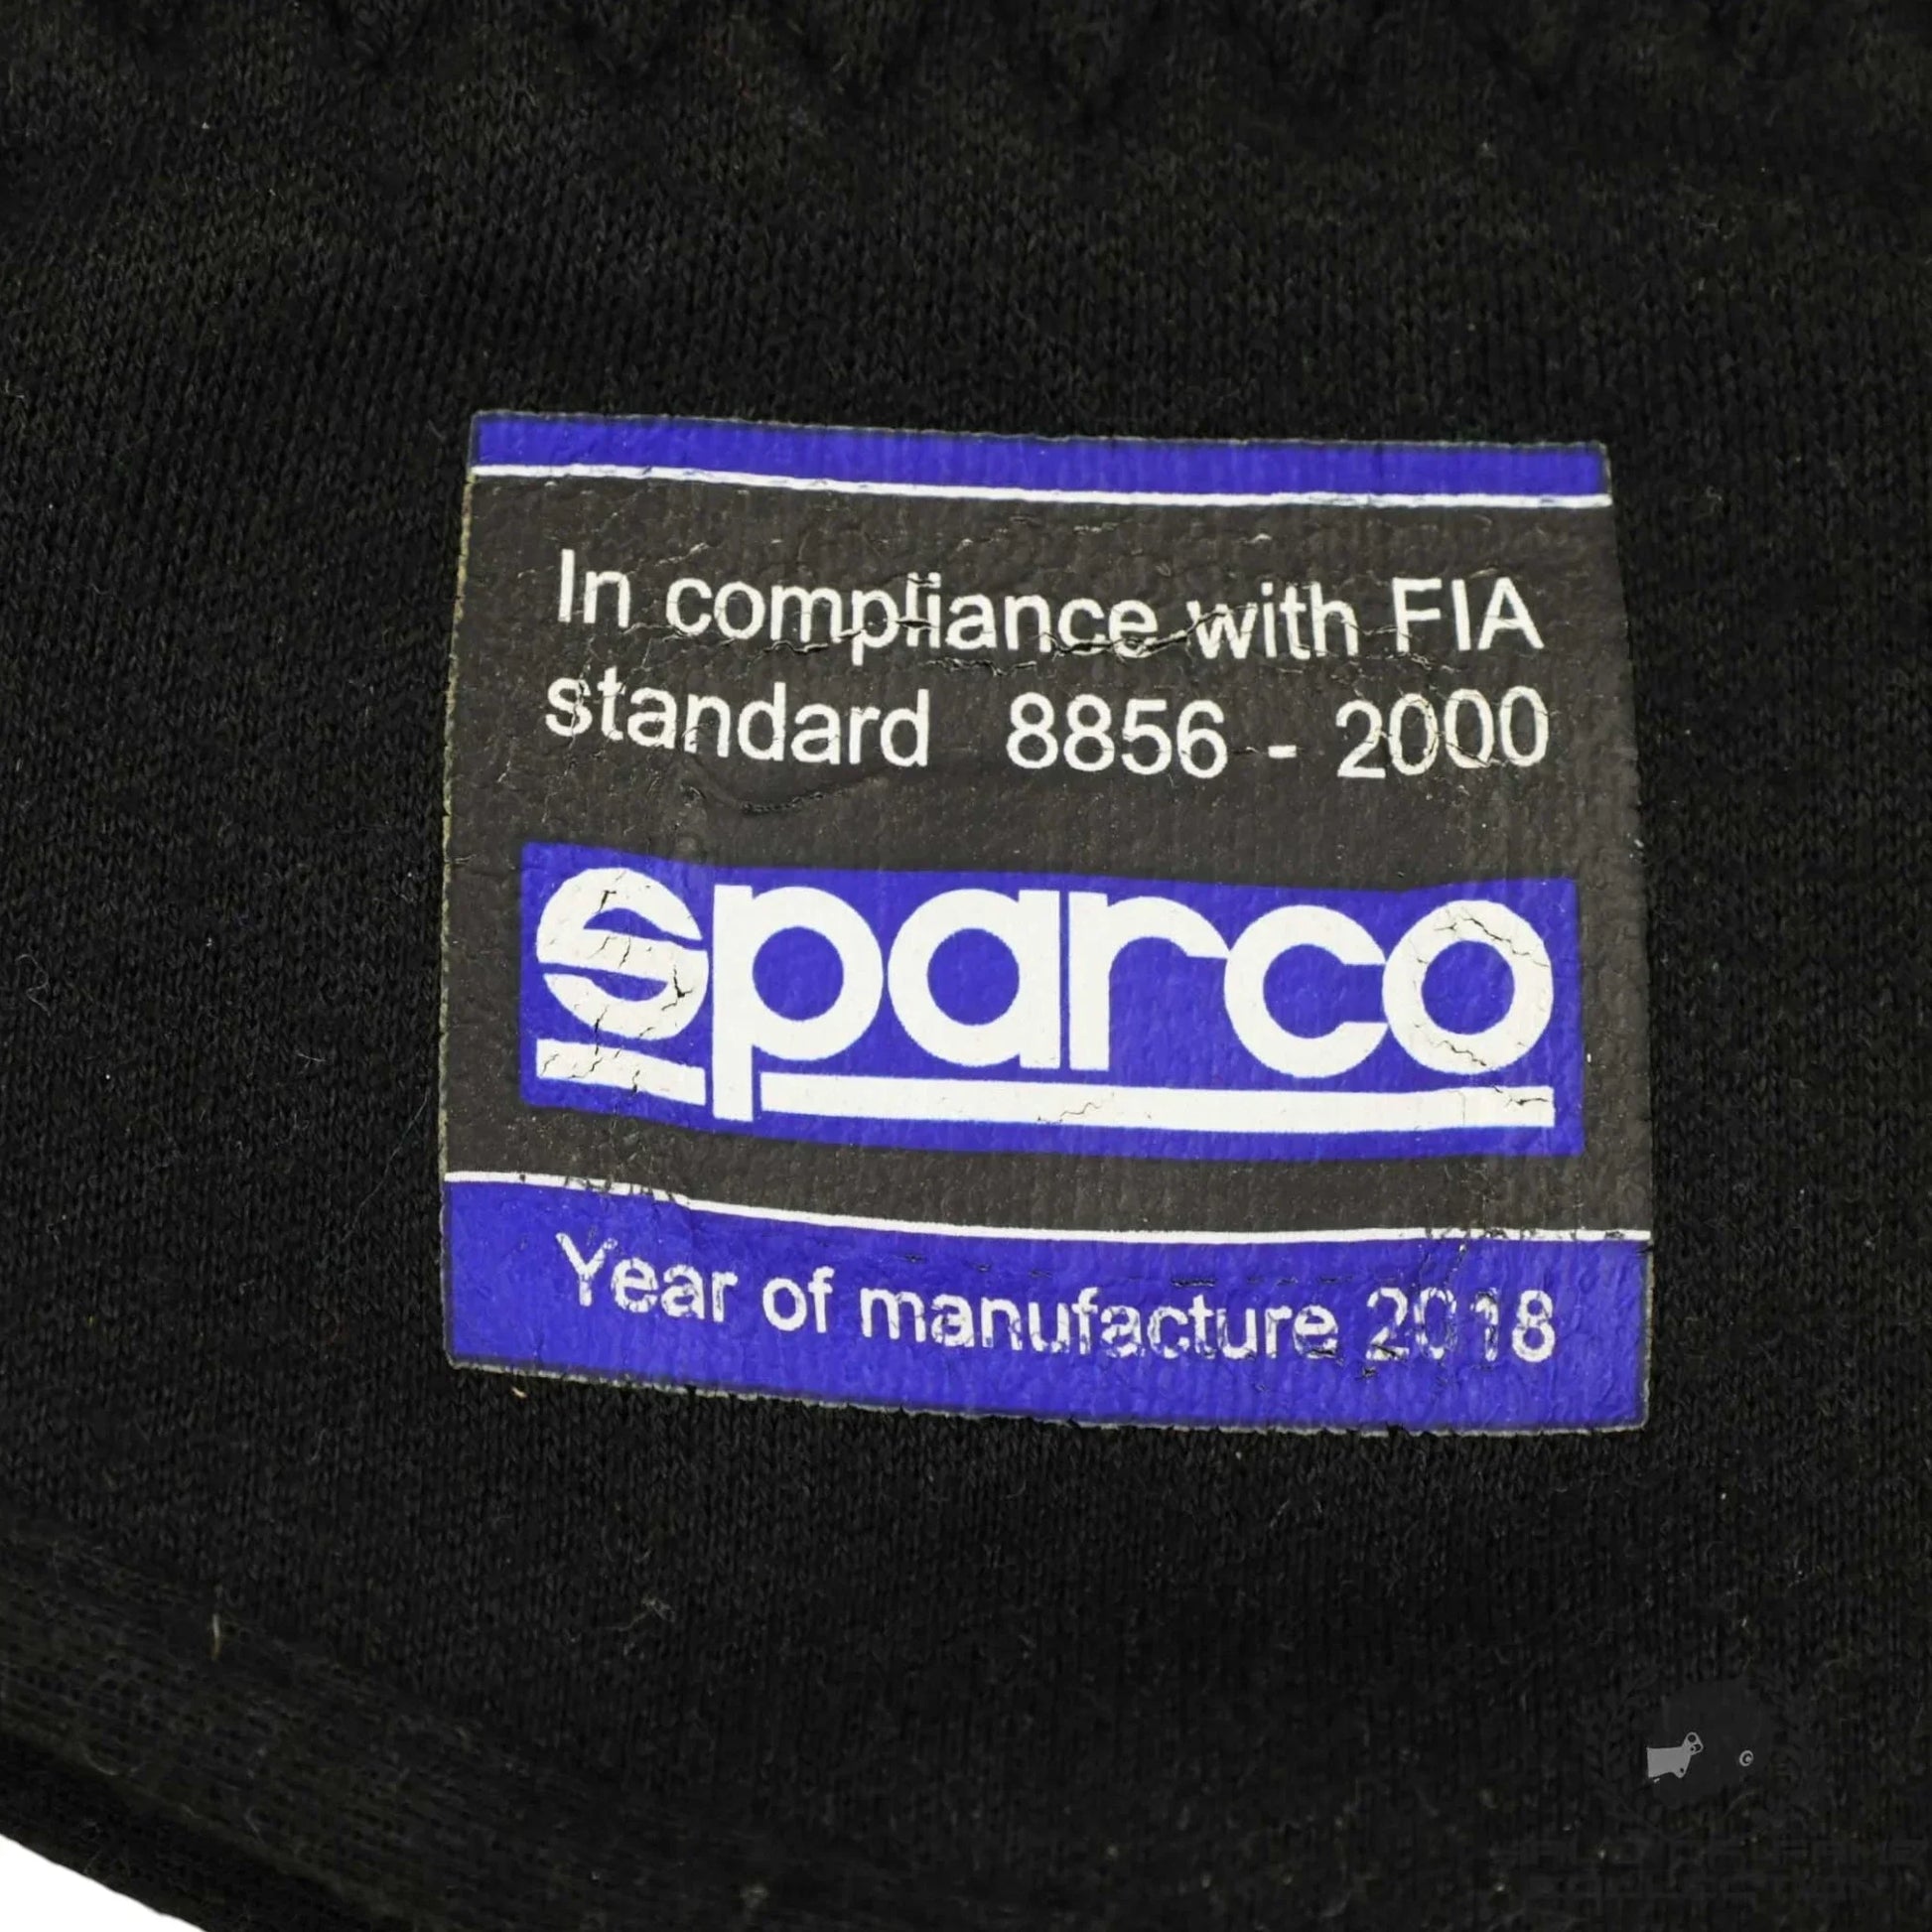 In compliance with FIA
standard 8856 - 2000
sparco
Year of manufacture 2018